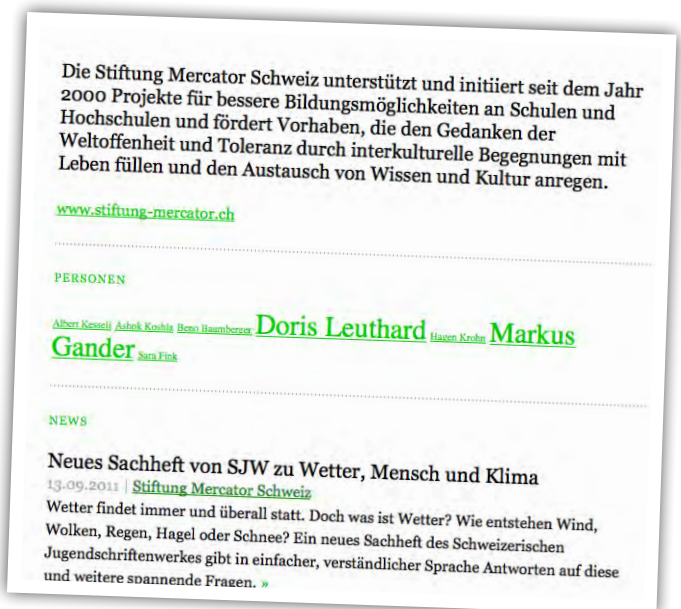 Die Stiftung Mercator Schweiz unterstützt und initiiert seit dem Jahr
2000 Projekte für bessere Bildungsmöglichkeiten an Schulen und
Hochschulen und fördert Vorhaben, die den Gedanken der
Weltoffenheit und Toleranz durch interkulturelle Begegnungen mit
Leben füllen und den Austausch von Wissen und Kultur anregen.
www.stiftung-mercator.ch
PERSONEN
Albert Kesseli Ashok Koshla Beno Baumberger Doris Leuthard Hagen Krohn Markus
Gander Sara Fink
NEWS
Neues Sachheft von SJW zu Wetter, Mensch und Klima
13.09.2011 | Stiftung Mercator Schweiz
Wetter findet immer und überall statt. Doch was ist Wetter? Wie entstehen Wind,
Wolken, Regen, Hagel oder Schnee? Ein neues Sachheft des Schweizerischen
Jugendschriftenwerkes gibt in einfacher, verständlicher Sprache Antworten auf diese
und weitere spannende Fragen. »